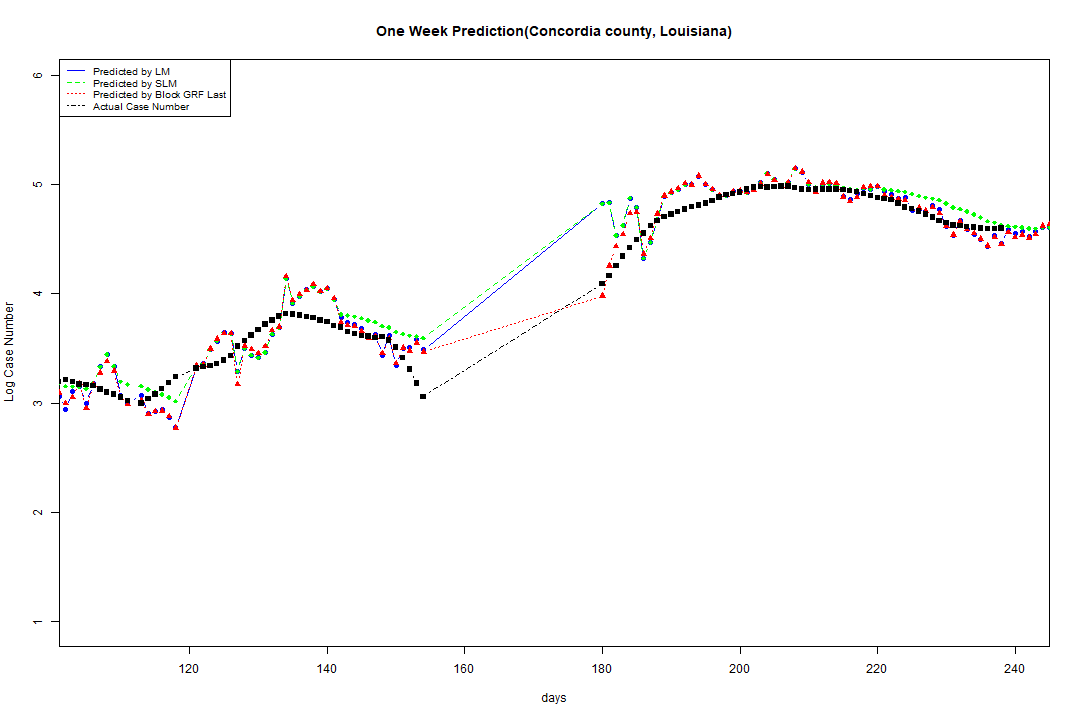 One Week Prediction(Concordia county, Louisiana)
Predicted by LM
Predicted by SLM
Predicted by Block GRF Last
Actual Case Number
6
5
4
3
2
1
Log Case Number
120 140 160 180 200 220 240
days